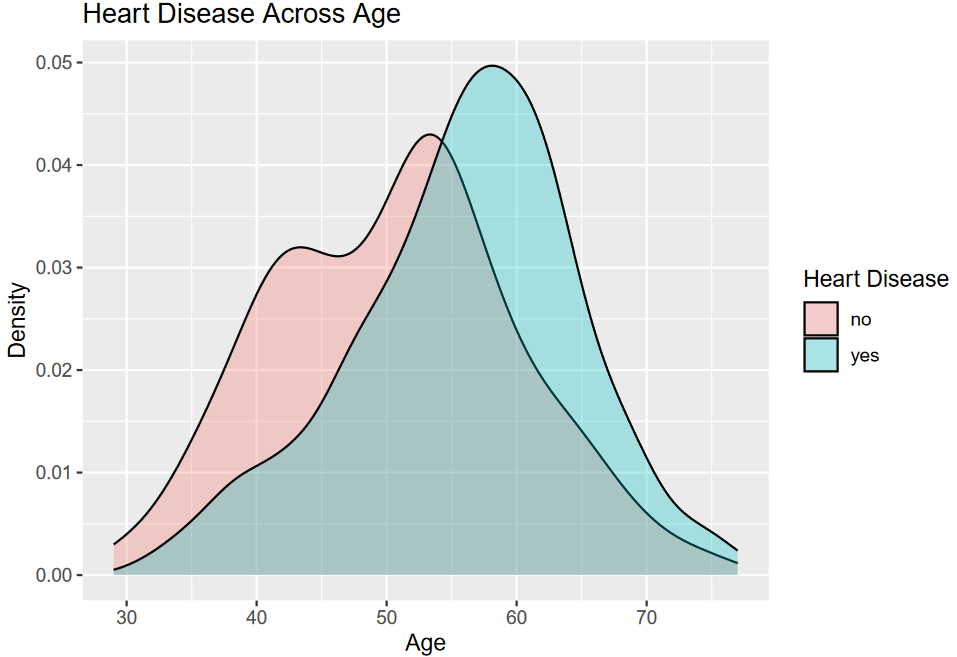 Heart Disease Across Age
0.05
0.04
0.03
0.02
0.01
0.00
Density
30 40 50 60 70
Age
Heart Disease
no
yes